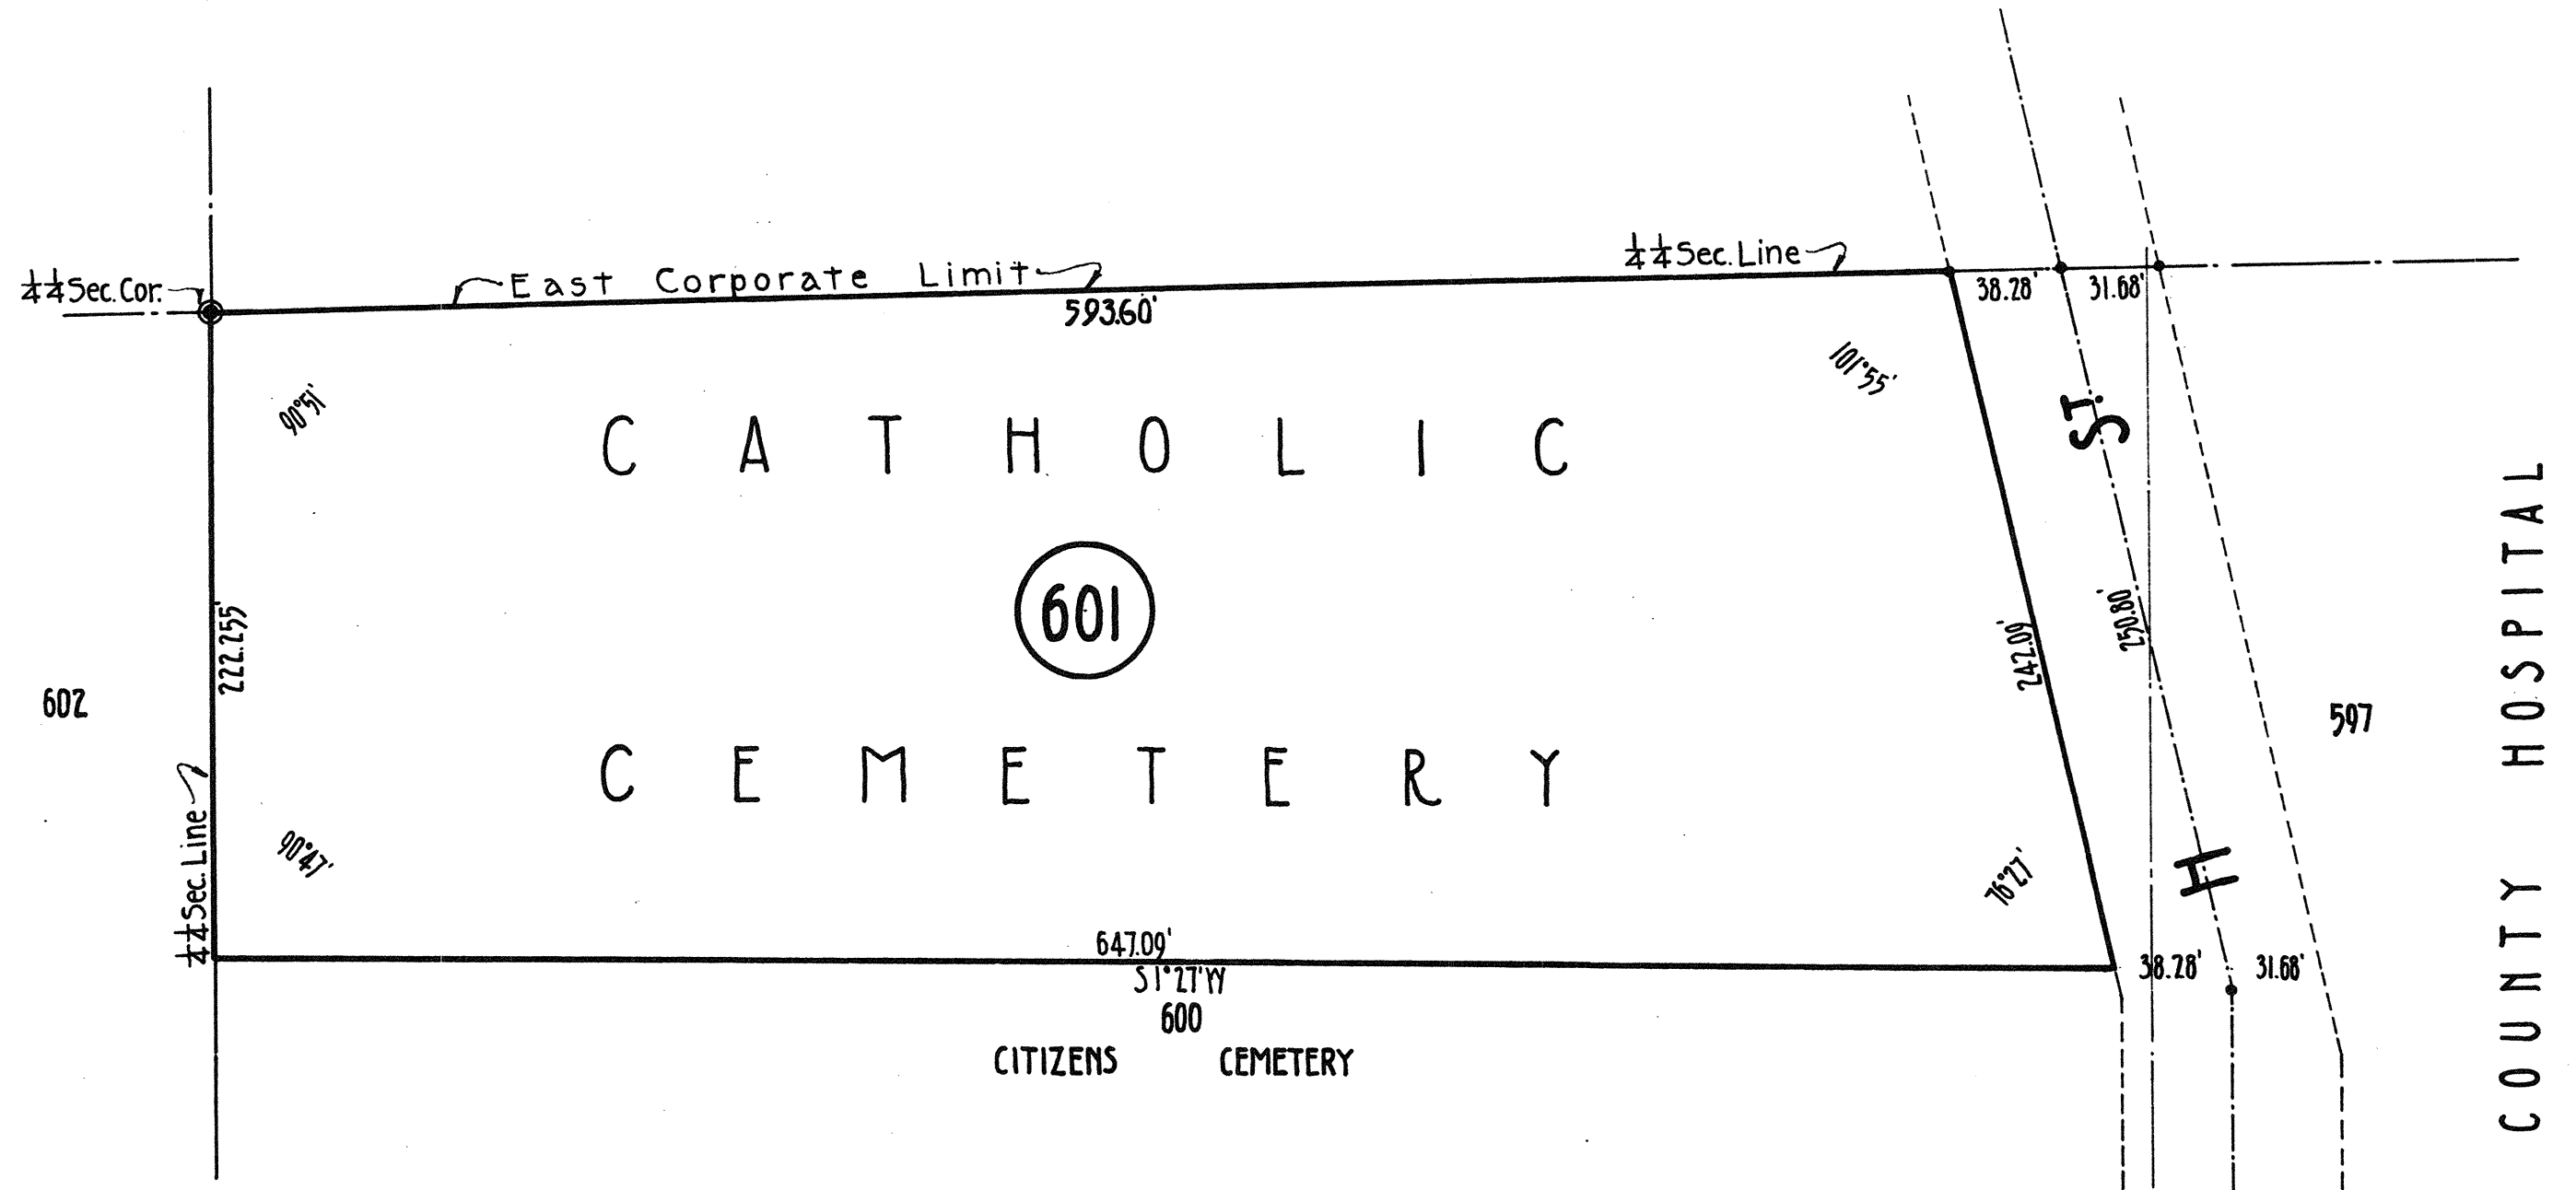 ¼¼Sec.Line
¼¼Sec.Cor.
East Corporate Limit
593.60'
38.28' 31.68'
90°51'
101°55'
CATHOLIC
ST.
601
222.255'
242.09'
250.80'
602
597
COUNTY HOSPITAL
CEMETERY
¼¼Sec.Line
90°47'
76°27'
H
647.09'
S1°27'W
38.28' 31.68'
600
CITIZENS CEMETERY